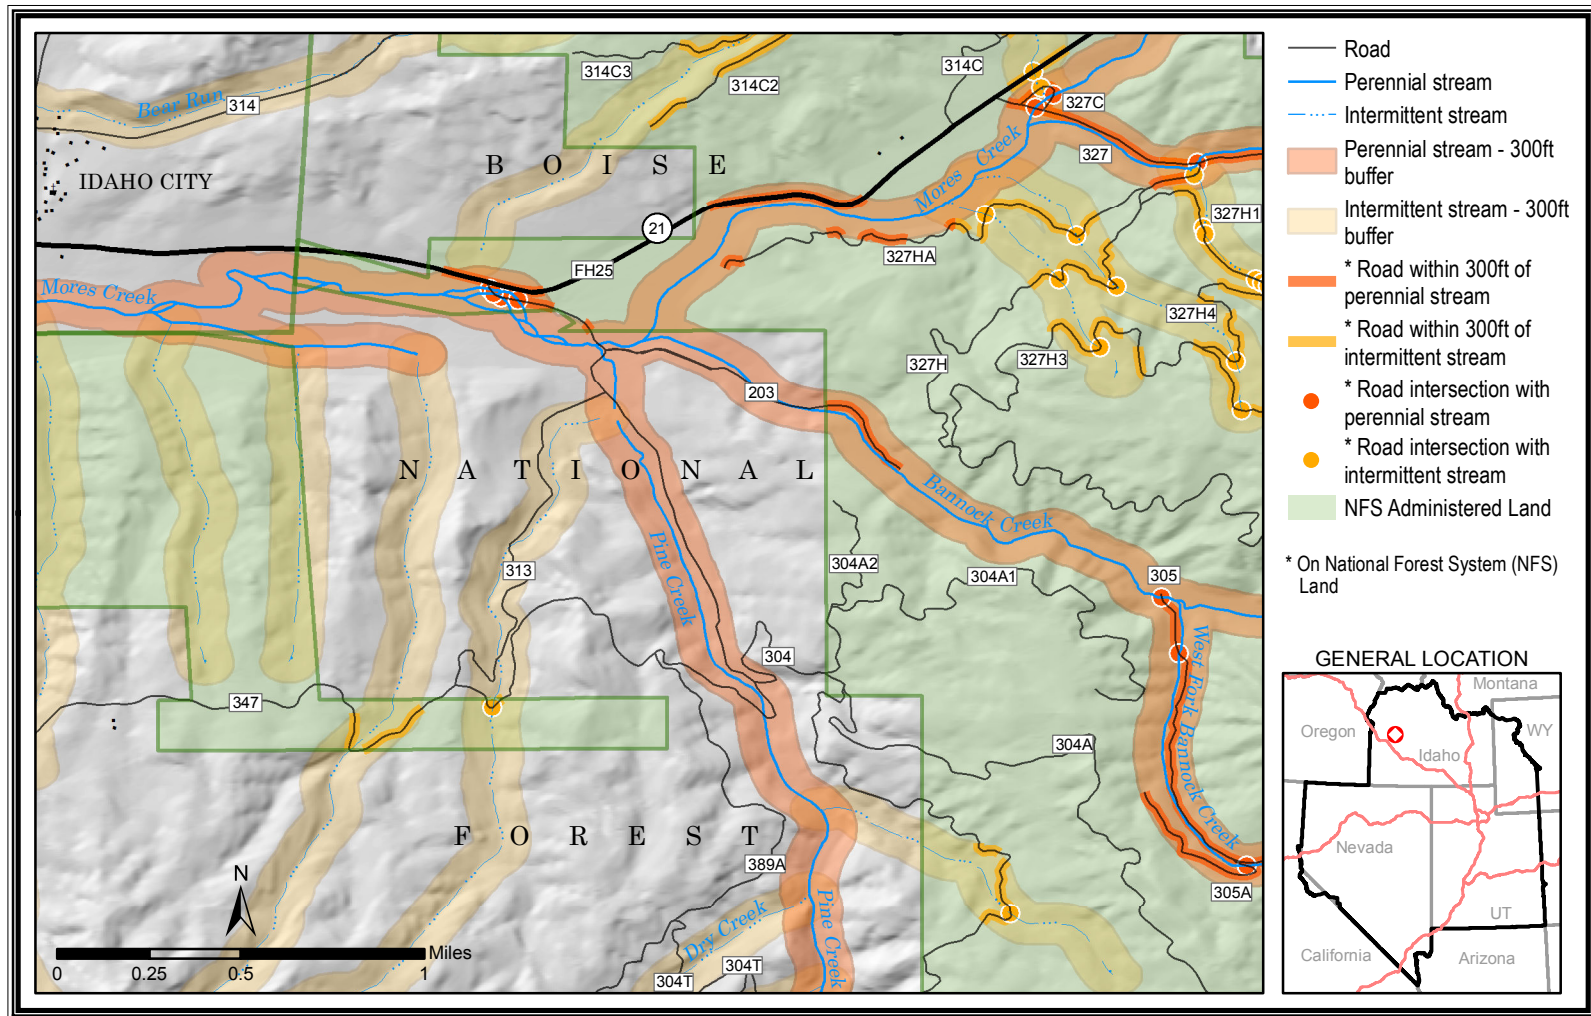 314C3
314C2
314C
327C
Bear Run
314
327
B O I S E
Mores Creek
IDAHO CITY
327H1
21
327HA
FH25
Mores Creek
327H4
327H
327H3
203
N A T I O N A L
Bannock Creek
Pine Creek
313
304A2
304A1
305
West Fork Bannock Creek
304
347
304A
F O R E S T
389A
305A
Pine Creek
Dry Creek
304T
304T
N
Miles
0 0.25 0.5 1
Road
Perennial stream
Intermittent stream
Perennial stream - 300ft
buffer
Intermittent stream - 300ft
buffer
* Road within 300ft of
perennial stream
* Road within 300ft of
intermittent stream
* Road intersection with
perennial stream
* Road intersection with
intermittent stream
NFS Administered Land
* On National Forest System (NFS)
Land
GENERAL LOCATION
Montana
Oregon
WY
Idaho
Nevada
UT
California
Arizona